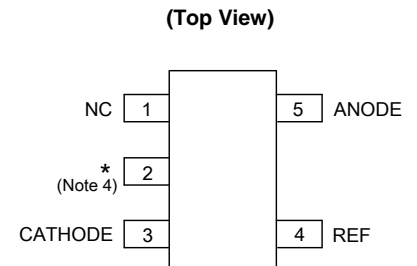 (Top View)
NC 1 5 ANODE
* 2
(Note 4)
CATHODE 3 4 REF